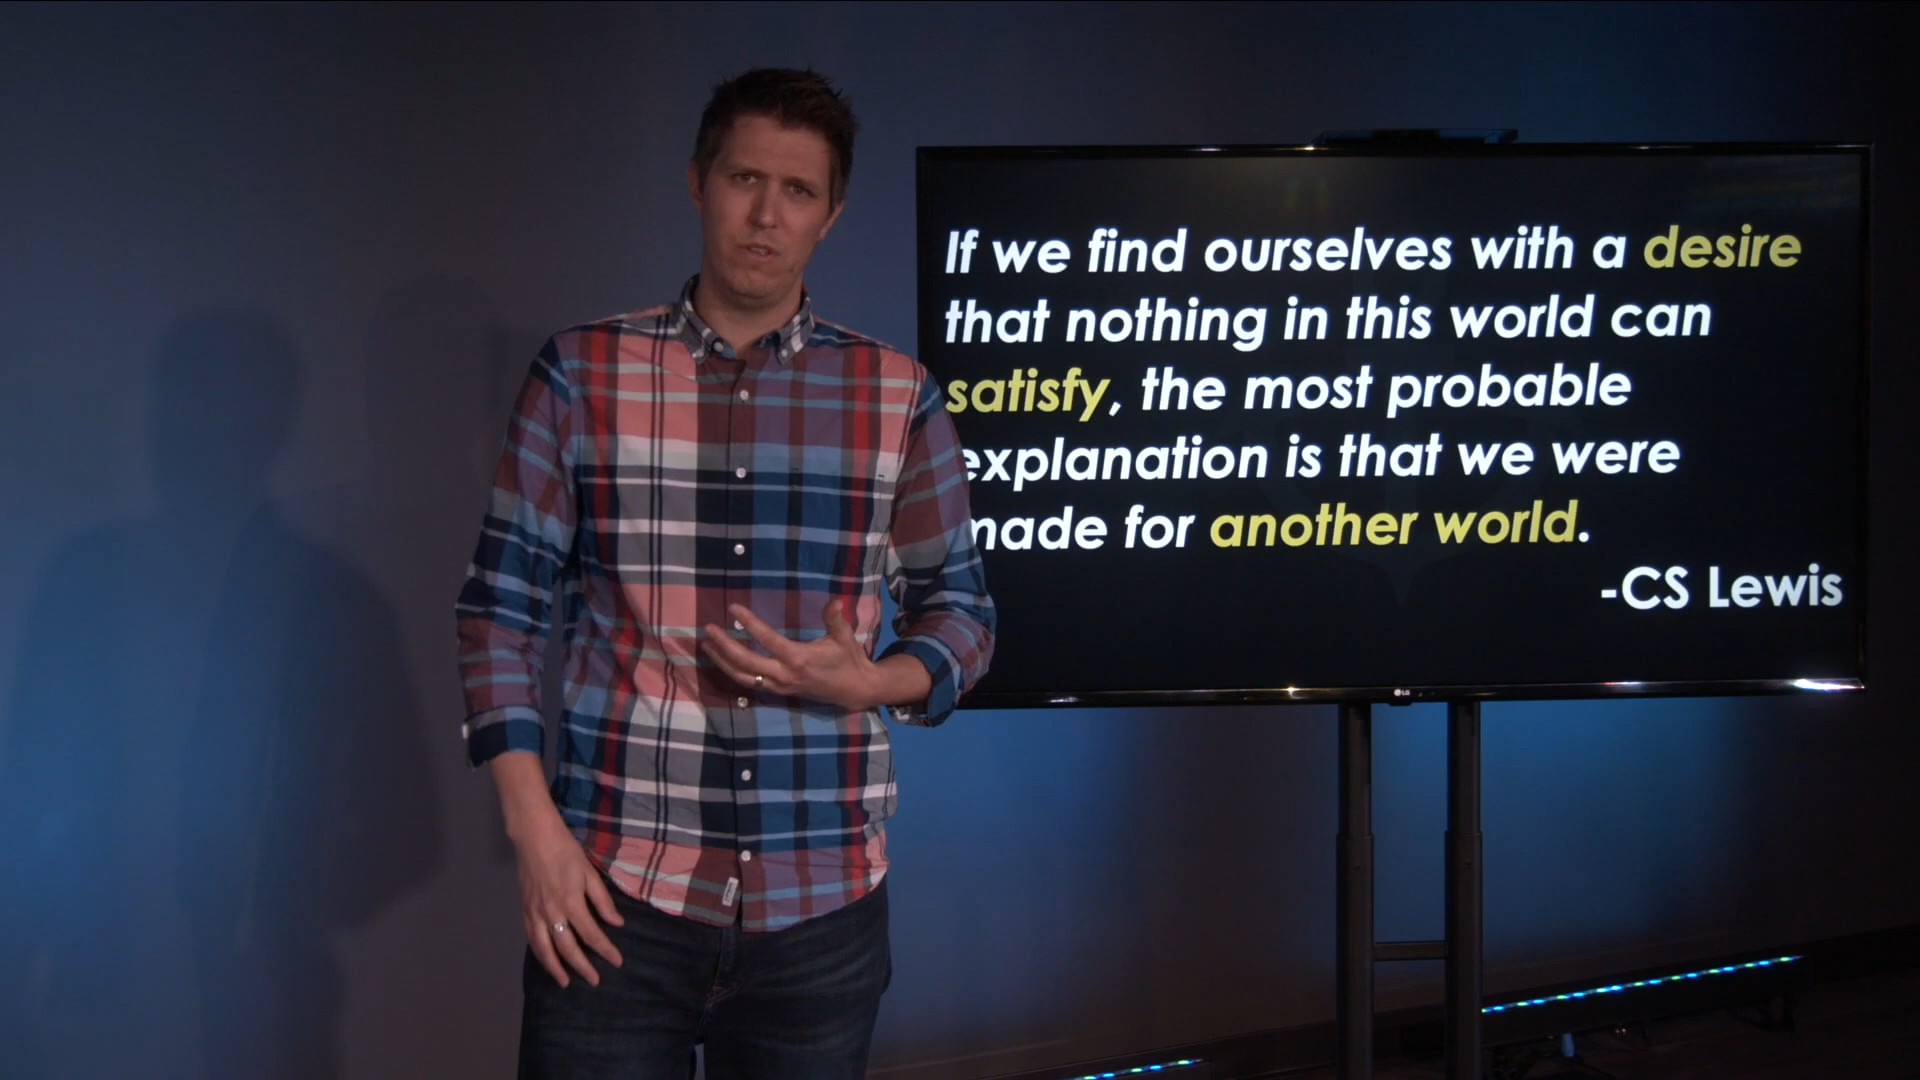 If we find ourselves with a desire
that nothing in this world can
satisfy, the most probable
explanation is that we were
made for another world.
-CS Lewis
LG